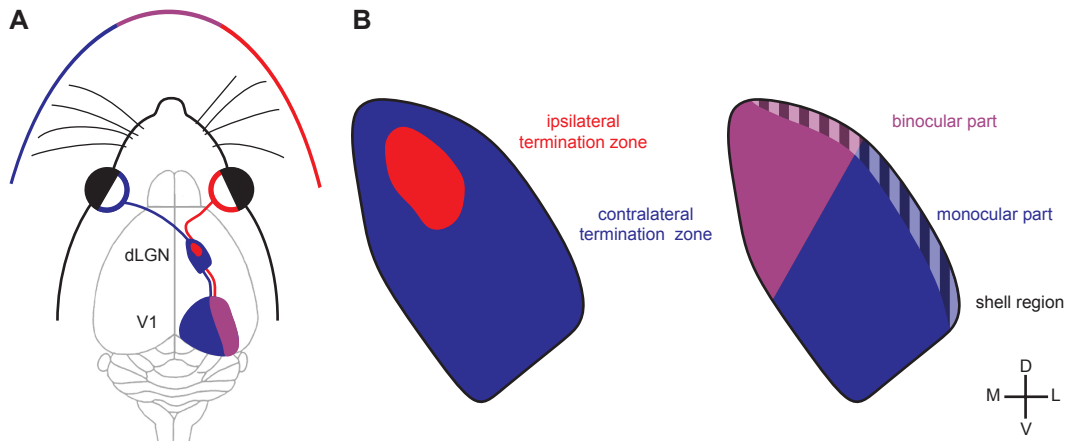 A
B
dLGN
V1
ipsilateral
termination zone
contralateral
termination zone
binocular part
monocular part
shell region
D
M L
V